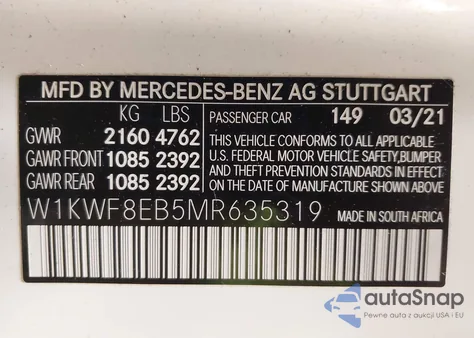 MFD BY MERCEDES-BENZ AG STUTTGART
KG LBS
GVWR 2160 4762
GAWR FRONT 1085 2392
GAWR REAR 1085 2392
PASSENGER CAR 149 03/21
THIS VEHICLE CONFORMS TO ALL APPLICABLE
U.S. FEDERAL MOTOR VEHICLE SAFETY,BUMPER
AND THEFT PREVENTION STANDARDS IN EFFECT
ON THE DATE OF MANUFACTURE SHOWN ABOVE.
W1KWF8EB5MR635319 MADE IN SOUTH AFRICA
autoSnap
Pewne auta z aukcji USA i EU